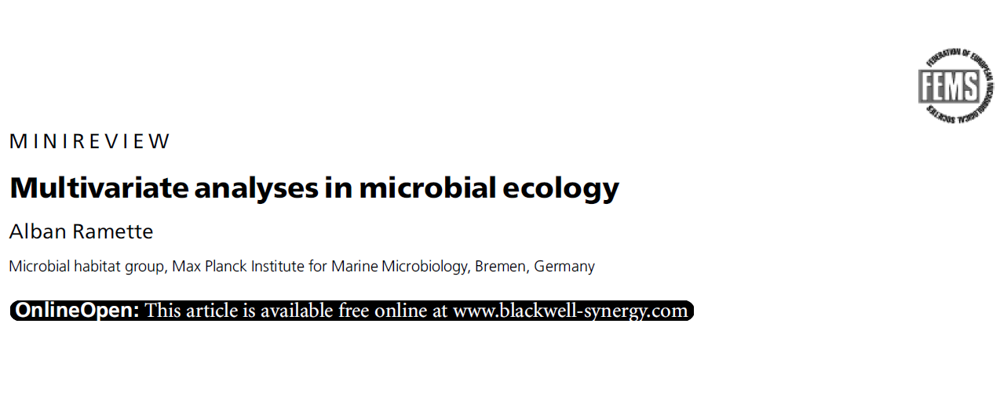 FEDERATION OF EUROPEAN MICROBIOLOGICAL SOCIETIES
FEMS
MINIREVIEW
Multivariate analyses in microbial ecology
Alban Ramette
Microbial habitat group, Max Planck Institute for Marine Microbiology, Bremen, Germany
OnlineOpen: This article is available free online at www.blackwell-synergy.com